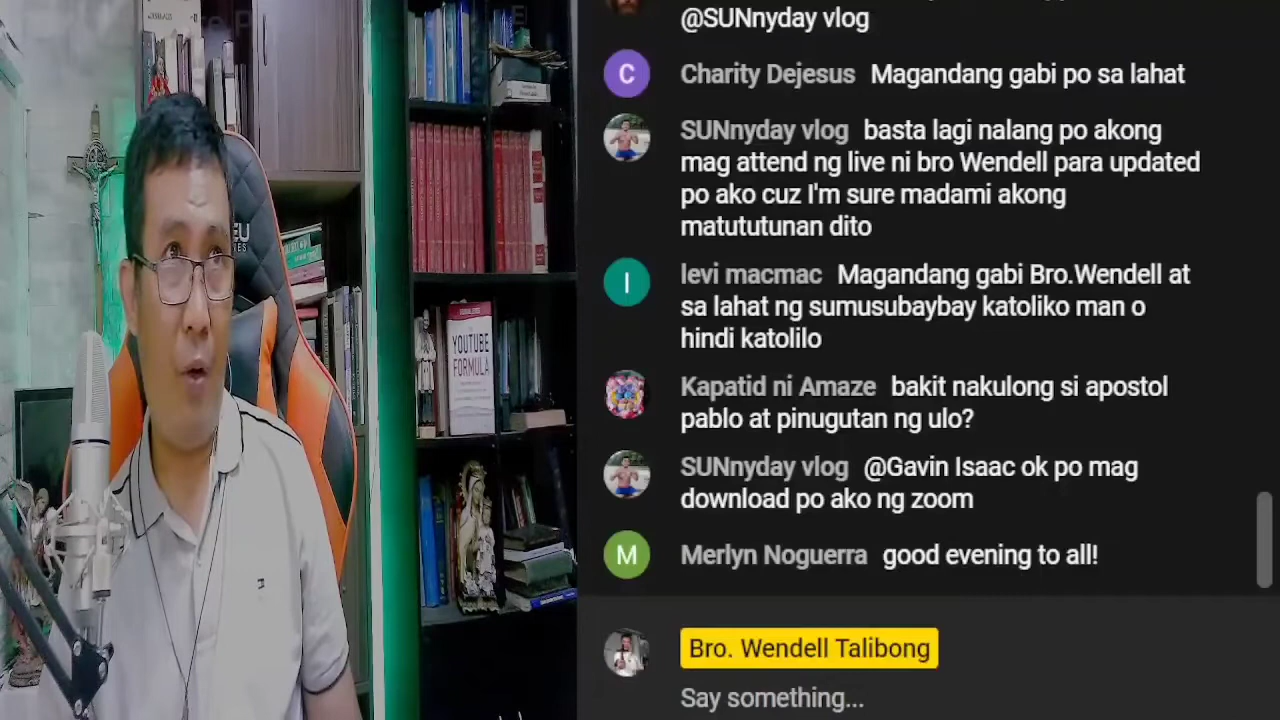 @SUNnyday vlog
C Charity Dejesus Magandang gabi po sa lahat
SUNnyday vlog basta lagi nalang po akong
mag attend ng live ni bro Wendell para updated
po ako cuz I'm sure madami akong
matututunan dito
l levi macmac Magandang gabi Bro.Wendell at
sa lahat ng sumusubaybay katoliko man o
hindi katolilo
Kapatid ni Amaze bakit nakulong si apostol
pablo at pinugutan ng ulo?
SUNnyday vlog @Gavin Isaac ok po mag
download po ako ng zoom
M Merlyn Noguerra good evening to all!
Bro. Wendell Talibong
Say something...
YOUTUBE
FORMULA